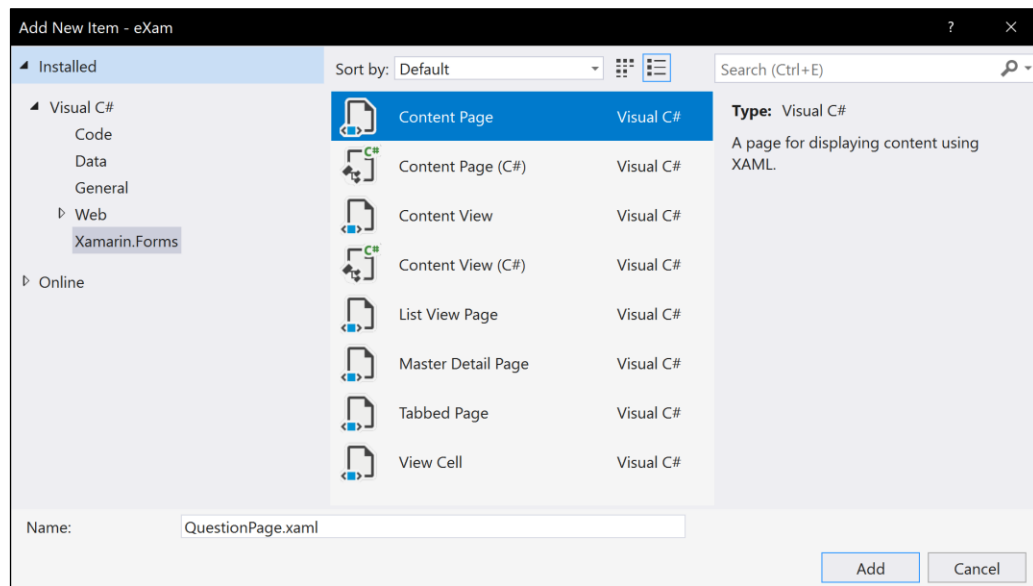 Add New Item - eXam
?
Installed
Sort by: Default
Search (Ctrl+E)
Visual C#
Code
Data
General
Web
Xamarin.Forms
Online
Content Page Visual C#
C# Content Page (C#) Visual C#
Content View Visual C#
C# Content View (C#) Visual C#
List View Page Visual C#
Master Detail Page Visual C#
Tabbed Page Visual C#
View Cell Visual C#
Type: Visual C#
A page for displaying content using
XAML.
Name: QuestionPage.xaml
Add Cancel